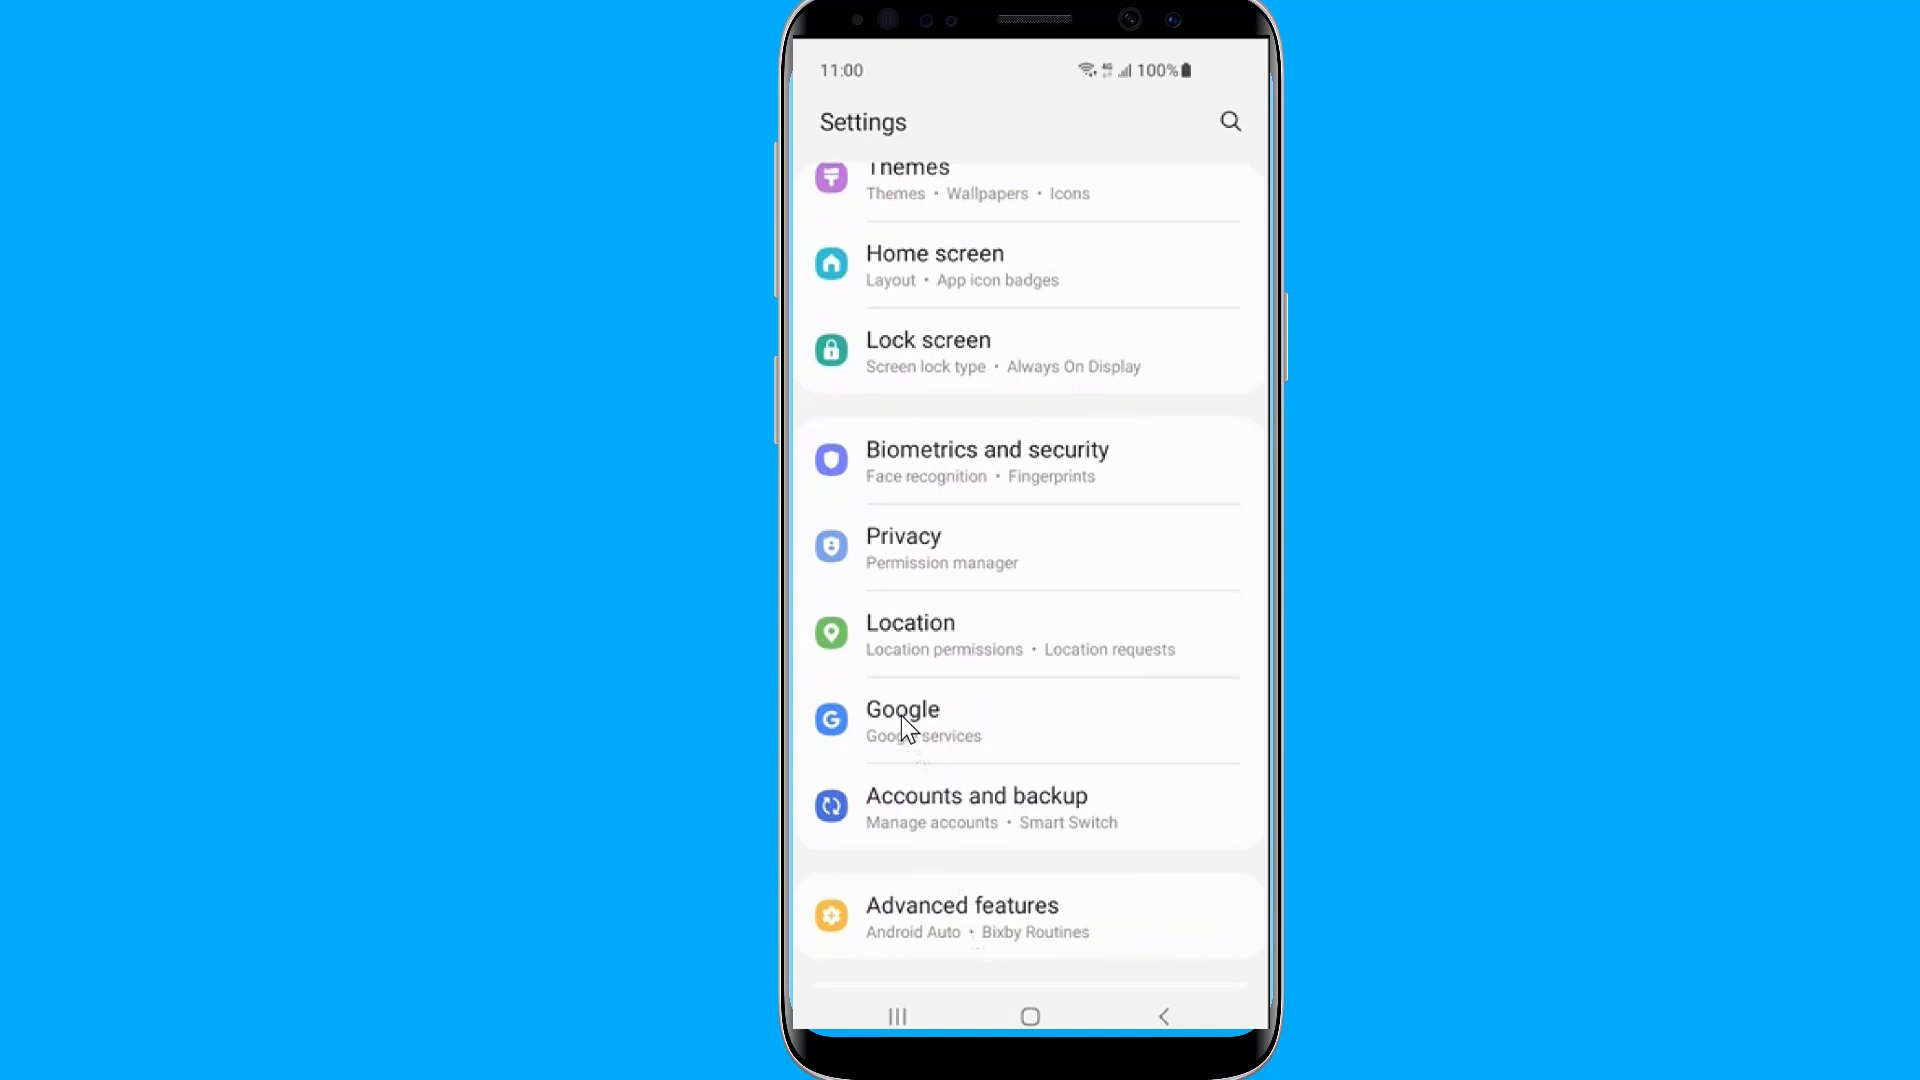 11:00 4G 100%
Settings
Themes
Themes • Wallpapers • Icons
Home screen
Layout • App icon badges
Lock screen
Screen lock type • Always On Display
Biometrics and security
Face recognition • Fingerprints
Privacy
Permission manager
Location
Location permissions • Location requests
G Google
Google services
Accounts and backup
Manage accounts • Smart Switch
Advanced features
Android Auto • Bixby Routines